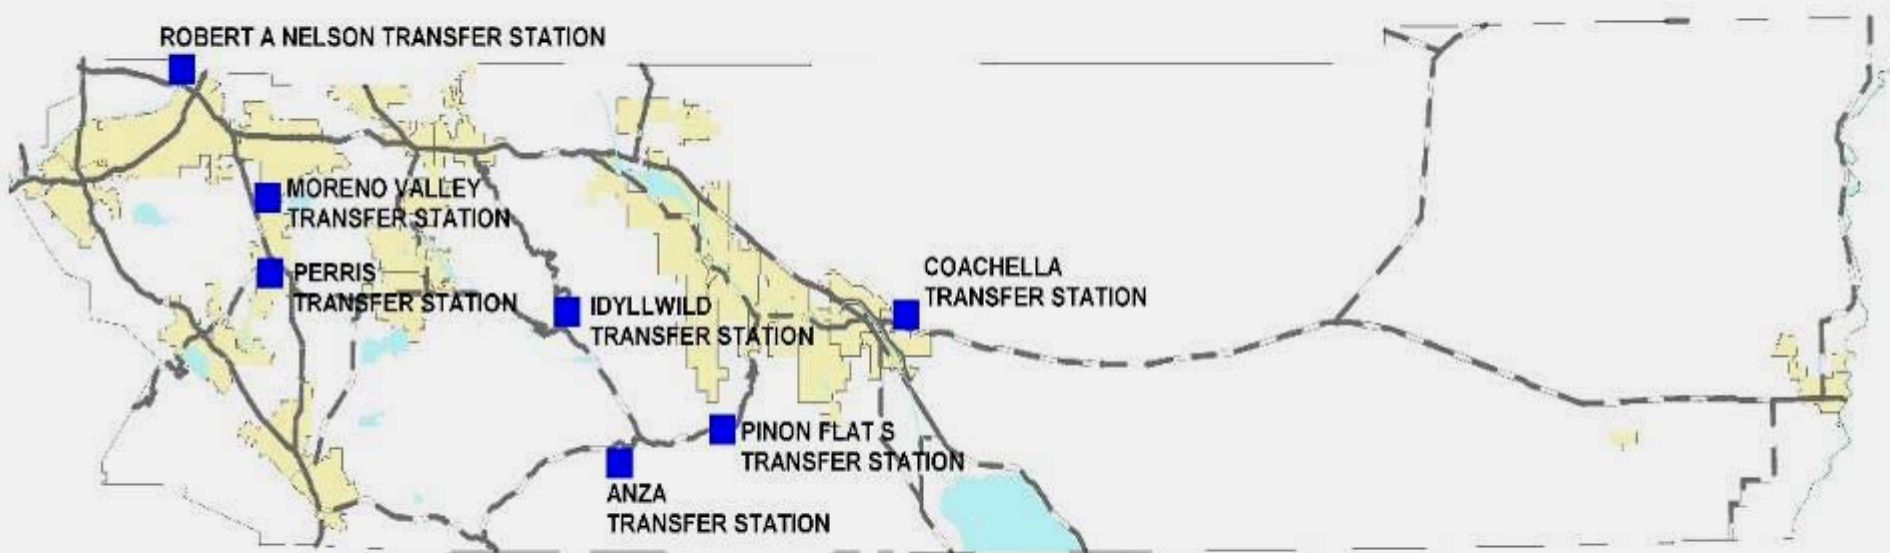 ROBERT A NELSON TRANSFER STATION
MORENO VALLEY
TRANSFER STATION
PERRIS
TRANSFER STATION
IDYLLWILD
TRANSFER STATION
COACHELLA
TRANSFER STATION
PINON FLAT S
TRANSFER STATION
ANZA
TRANSFER STATION